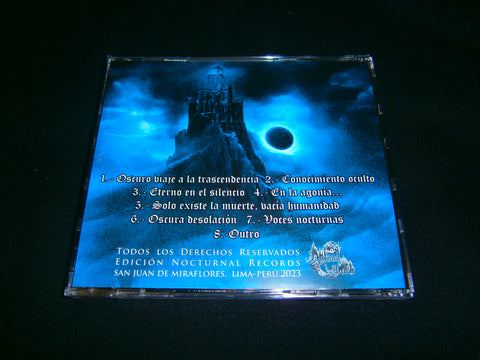 1.- Oscuro viaje a la trascendencia 2.- Conocimiento oculto
3.- Eterno en el silencio 4.- En la agonía...
5.- Solo existe la muerte, vacia humanidad
6.- Oscura desolación 7.- Voces nocturnas
8.- Outro
Todos los Derechos Reservados
Edición Nocturnal Records
San Juan de Miraflores. Lima-Perú. 2023